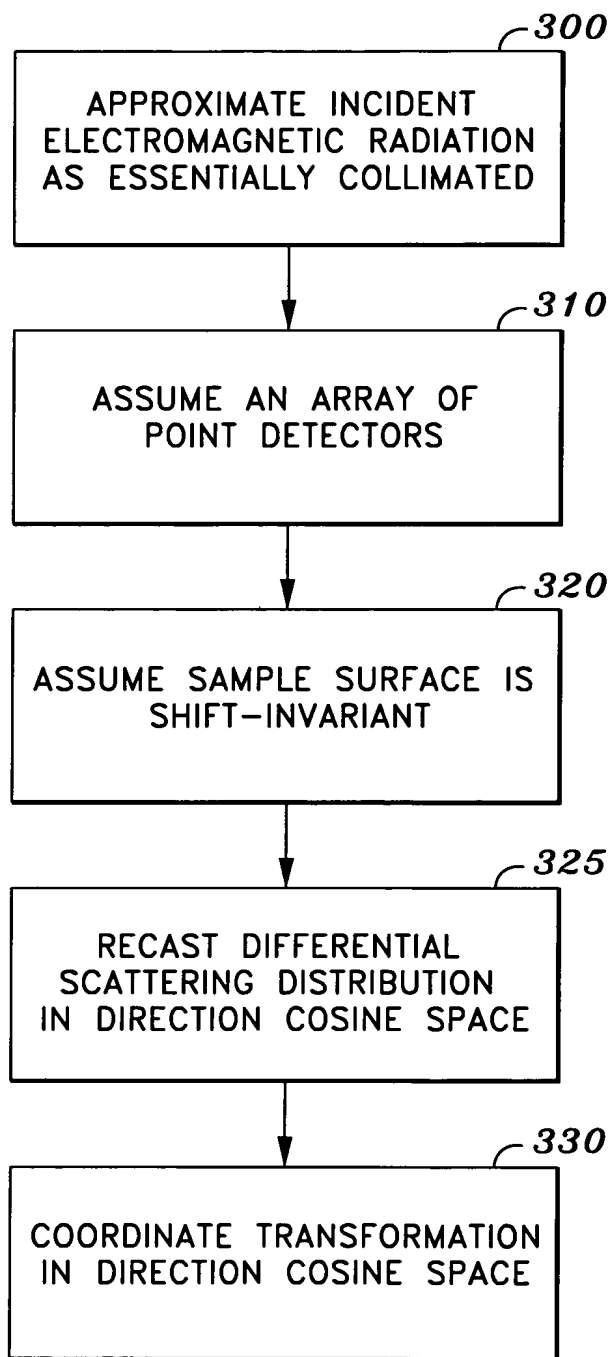 300
APPROXIMATE INCIDENT
ELECTROMAGNETIC RADIATION
AS ESSENTIALLY COLLIMATED
310
ASSUME AN ARRAY OF
POINT DETECTORS
320
ASSUME SAMPLE SURFACE IS
SHIFT-INVARIANT
325
RECAST DIFFERENTIAL
SCATTERING DISTRIBUTION
IN DIRECTION COSINE SPACE
330
COORDINATE TRANSFORMATION
IN DIRECTION COSINE SPACE